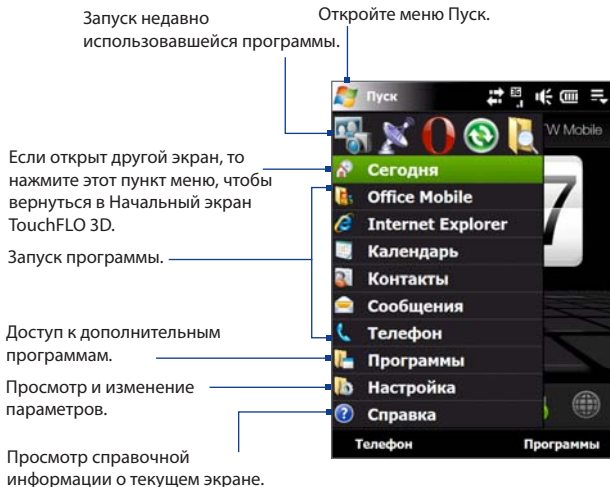 Запуск недавно
использовавшейся программы.
Откройте меню Пуск.
Если открыт другой экран, то
нажмите этот пункт меню, чтобы
вернуться в Начальный экран
TouchFLO 3D.
Запуск программы.
Доступ к дополнительным
программам.
Просмотр и изменение
параметров.
Просмотр справочной
информации о текущем экране.
Пуск
W Mobile
Сегодня
Office Mobile
Internet Explorer
Календарь
Контакты
Сообщения
Телефон
Программы
Настройка
Справка
Телефон
Программы